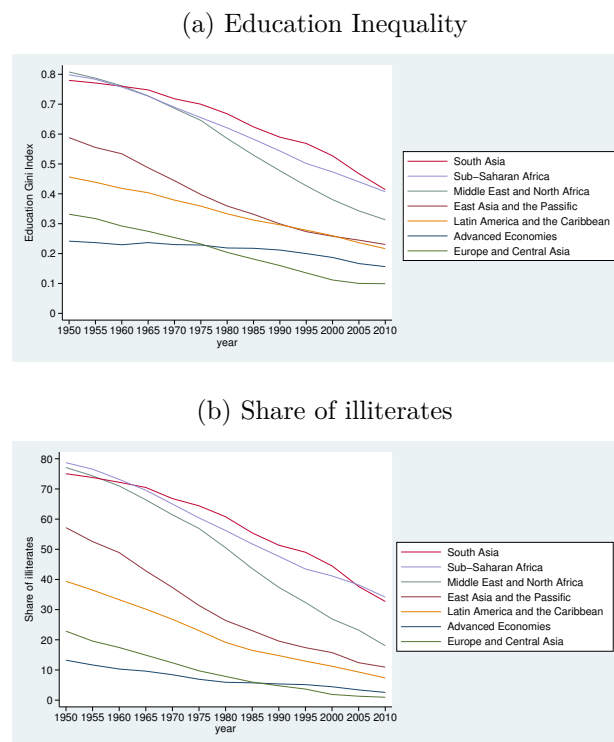 (a) Education Inequality
Education Gini Index
0.8
0.7
0.6
0.5
0.4
0.3
0.2
0.1
0
1950 1955 1960 1965 1970 1975 1980 1985 1990 1995 2000 2005 2010
year
South Asia
Sub−Saharan Africa
Middle East and North Africa
East Asia and the Passific
Latin America and the Caribbean
Advanced Economies
Europe and Central Asia
(b) Share of illiterates
Share of illiterates
80
70
60
50
40
30
20
10
0
1950 1955 1960 1965 1970 1975 1980 1985 1990 1995 2000 2005 2010
year
South Asia
Sub−Saharan Africa
Middle East and North Africa
East Asia and the Passific
Latin America and the Caribbean
Advanced Economies
Europe and Central Asia